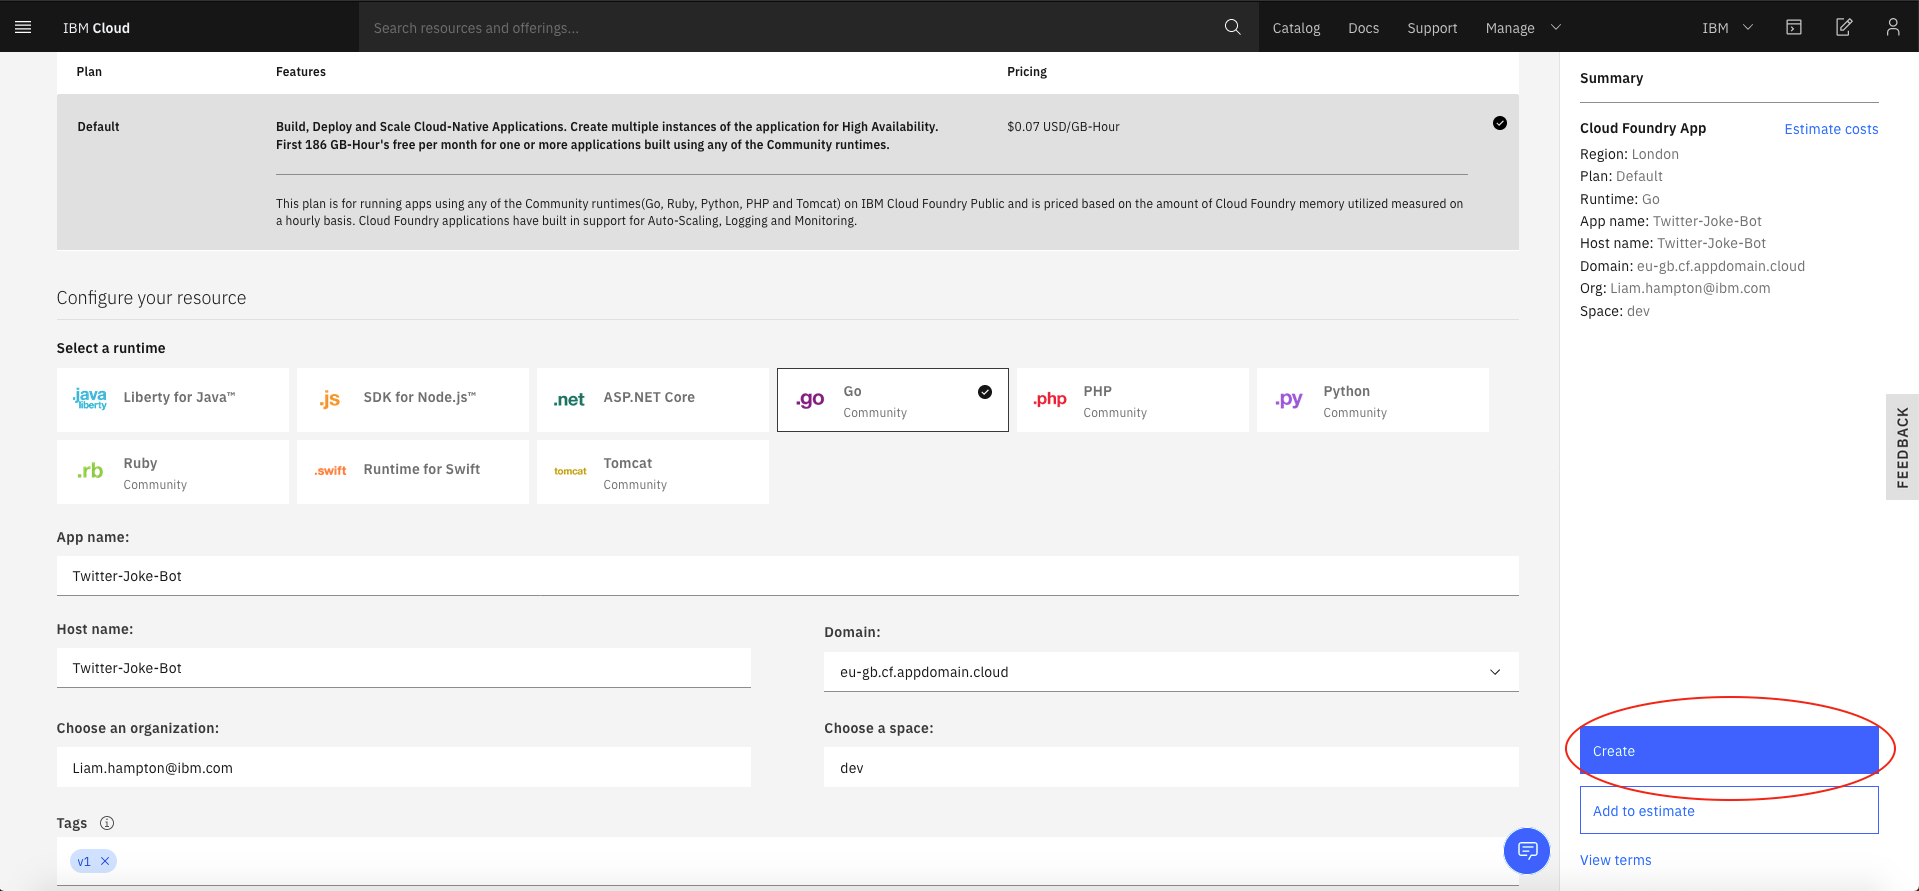 IBM Cloud
Search resources and offerings...
Catalog
Docs
Support
Manage
IBM
Plan
Features
Pricing
Default
Build, Deploy and Scale Cloud-Native Applications. Create multiple instances of the application for High Availability.
First 186 GB-Hour's free per month for one or more applications built using any of the Community runtimes.
$0.07 USD/GB-Hour
This plan is for running apps using any of the Community runtimes(Go, Ruby, Python, PHP and Tomcat) on IBM Cloud Foundry Public and is priced based on the amount of Cloud Foundry memory utilized measured on
a hourly basis. Cloud Foundry applications have built in support for Auto-Scaling, Logging and Monitoring.
Configure your resource
Select a runtime
java
liberty
Liberty for Java™
.js
SDK for Node.js™
.net
ASP.NET Core
.go
Go
Community
.php
PHP
Community
.py
Python
Community
.rb
Ruby
Community
.swift
Runtime for Swift
tomcat
Tomcat
Community
App name:
Twitter-Joke-Bot
Host name:
Twitter-Joke-Bot
Domain:
eu-gb.cf.appdomain.cloud
Choose an organization:
Liam.hampton@ibm.com
Choose a space:
dev
Tags
v1
Summary
Cloud Foundry App
Estimate costs
Region: London
Plan: Default
Runtime: Go
App name: Twitter-Joke-Bot
Host name: Twitter-Joke-Bot
Domain: eu-gb.cf.appdomain.cloud
Org: Liam.hampton@ibm.com
Space: dev
FEEDBACK
Create
Add to estimate
View terms